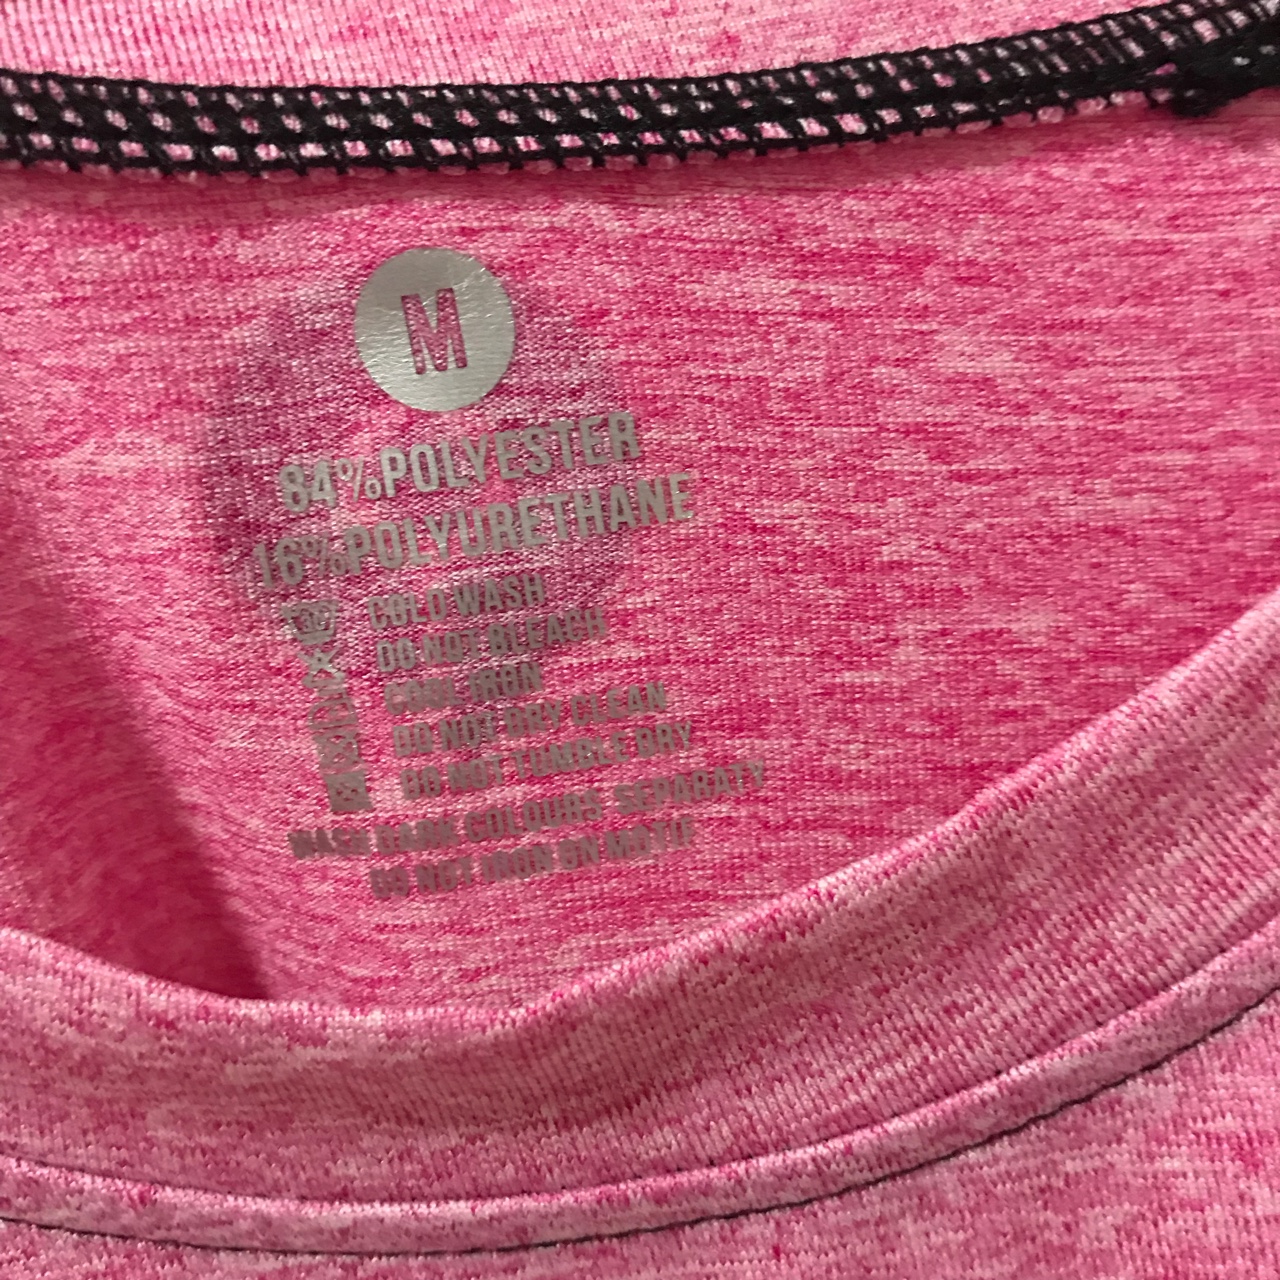 M
84%POLYESTER
16%POLYURETHANE
COLD WASH
DO NOT BLEACH
COOL IRON
DO NOT DRY CLEAN
DO NOT TUMBLE DRY
WASH DARK COLOURS SEPARATY
DO NOT IRON ON MOTIF